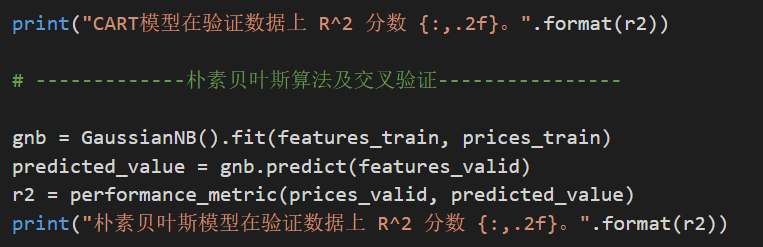 print("CART模型在验证数据上 R^2 分数 {:,.2f}。".format(r2))
# -------------朴素贝叶斯算法及交叉验证----------------
gnb = GaussianNB().fit(features_train, prices_train)
predicted_value = gnb.predict(features_valid)
r2 = performance_metric(prices_valid, predicted_value)
print("朴素贝叶斯模型在验证数据上 R^2 分数 {:,.2f}。".format(r2))